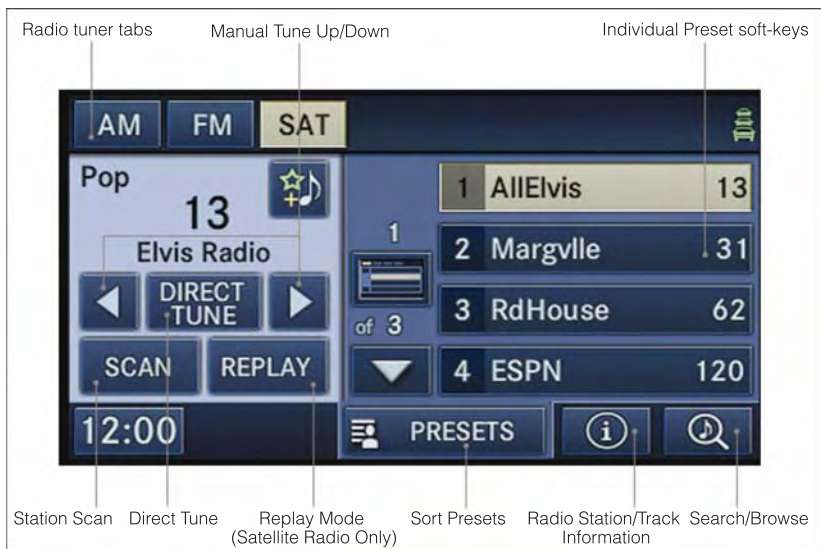 Radio tuner tabs
Manual Tune Up/Down
Individual Preset soft-keys
AM
FM
SAT
Pop
13
Elvis Radio
DIRECT
TUNE
SCAN
REPLAY
12:00
1
of 3
1 AllElvis 13
2 Margvlle 31
3 RdHouse 62
4 ESPN 120
PRESETS
i
Station Scan
Direct Tune
Replay Mode
(Satellite Radio Only)
Sort Presets
Radio Station/Track
Information
Search/Browse